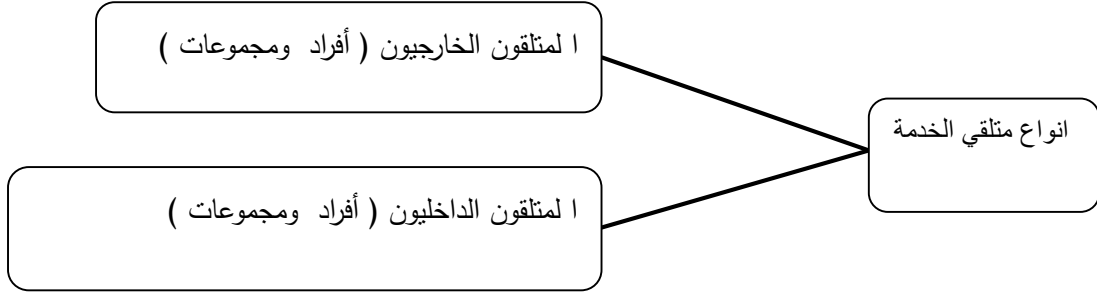 انواع متلقي الخدمة
ا لمتلقون الخارجيون ( أفراد ومجموعات )
ا لمتلقون الداخليون ( أفراد ومجموعات )